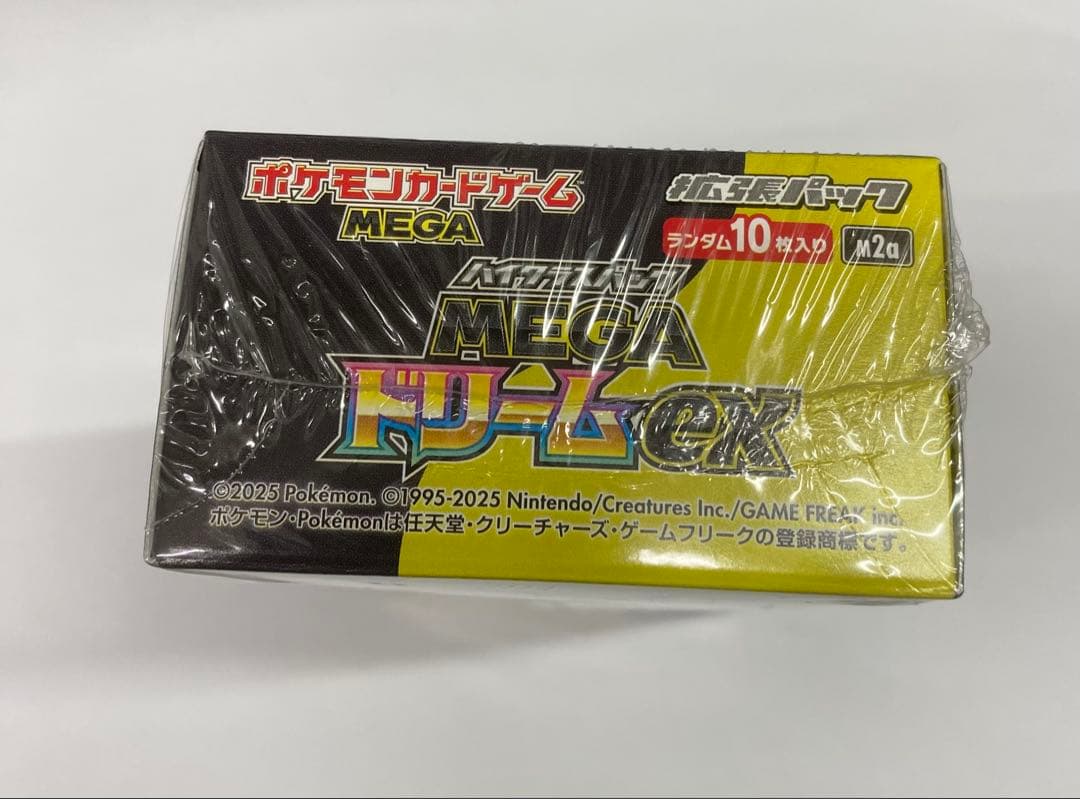 ポケモンカードゲーム™
MEGA
拡張パック
ランダム10枚入り
M2a
ハイクラスパック
MEGA
ドリームex
©2025 Pokémon. ©1995-2025 Nintendo/Creatures Inc./GAME FREAK inc.
ポケモン・Pokémonは任天堂・クリーチャーズ・ゲームフリークの登録商標です。